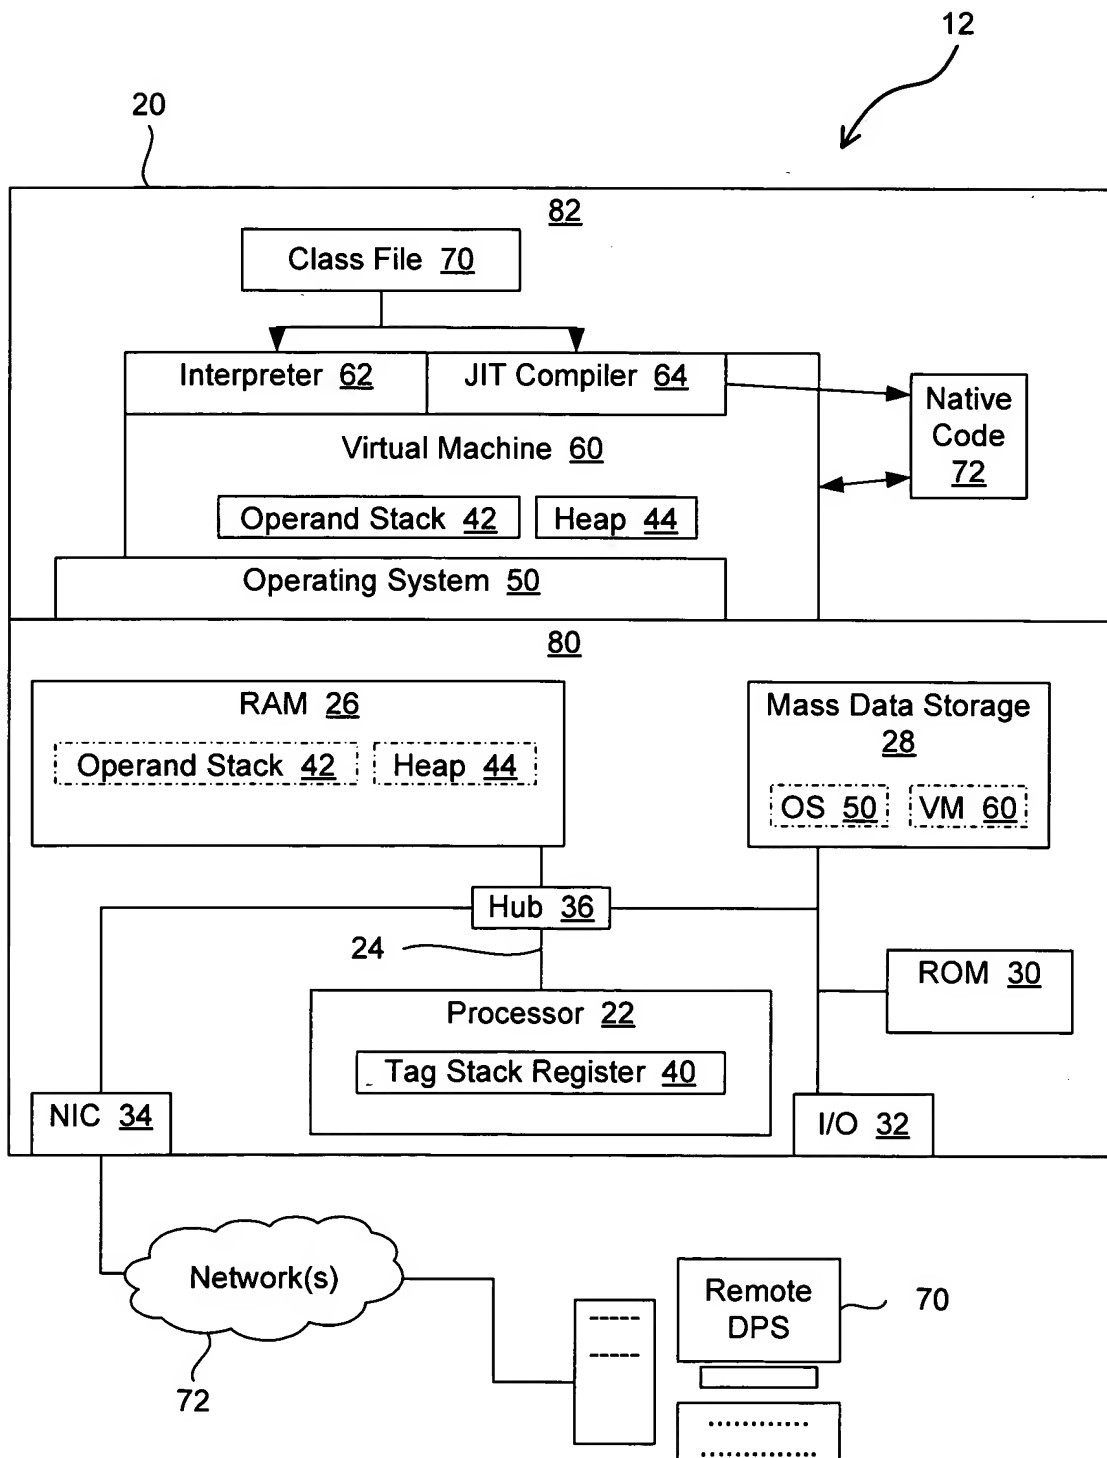 12
20
82
Class File 70
Interpreter 62
JIT Compiler 64
Native
Code
72
Virtual Machine 60
Operand Stack 42
Heap 44
Operating System 50
80
RAM 26
Operand Stack 42
Heap 44
Mass Data Storage
28
OS 50
VM 60
Hub 36
24
ROM 30
Processor 22
Tag Stack Register 40
NIC 34
I/O 32
Network(s)
72
Remote
DPS
70